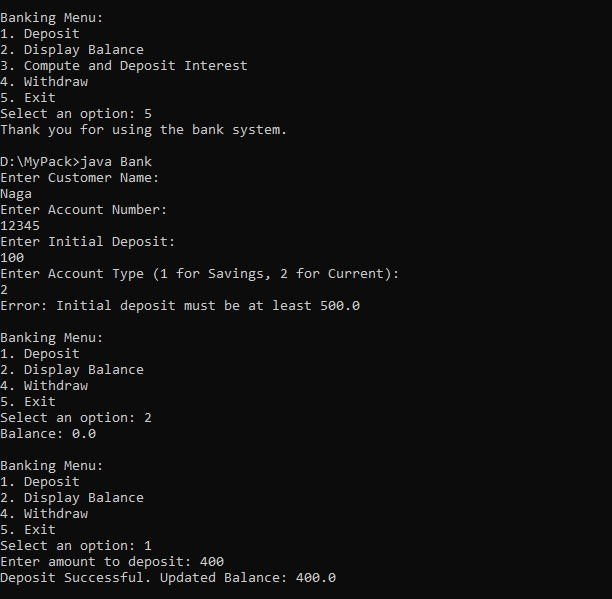 Banking Menu:
1. Deposit
2. Display Balance
3. Compute and Deposit Interest
4. Withdraw
5. Exit
Select an option: 5
Thank you for using the bank system.
D:\MyPack>java Bank
Enter Customer Name:
Naga
Enter Account Number:
12345
Enter Initial Deposit:
100
Enter Account Type (1 for Savings, 2 for Current):
2
Error: Initial deposit must be at least 500.0
Banking Menu:
1. Deposit
2. Display Balance
4. Withdraw
5. Exit
Select an option: 2
Balance: 0.0
Banking Menu:
1. Deposit
2. Display Balance
4. Withdraw
5. Exit
Select an option: 1
Enter amount to deposit: 400
Deposit Successful. Updated Balance: 400.0